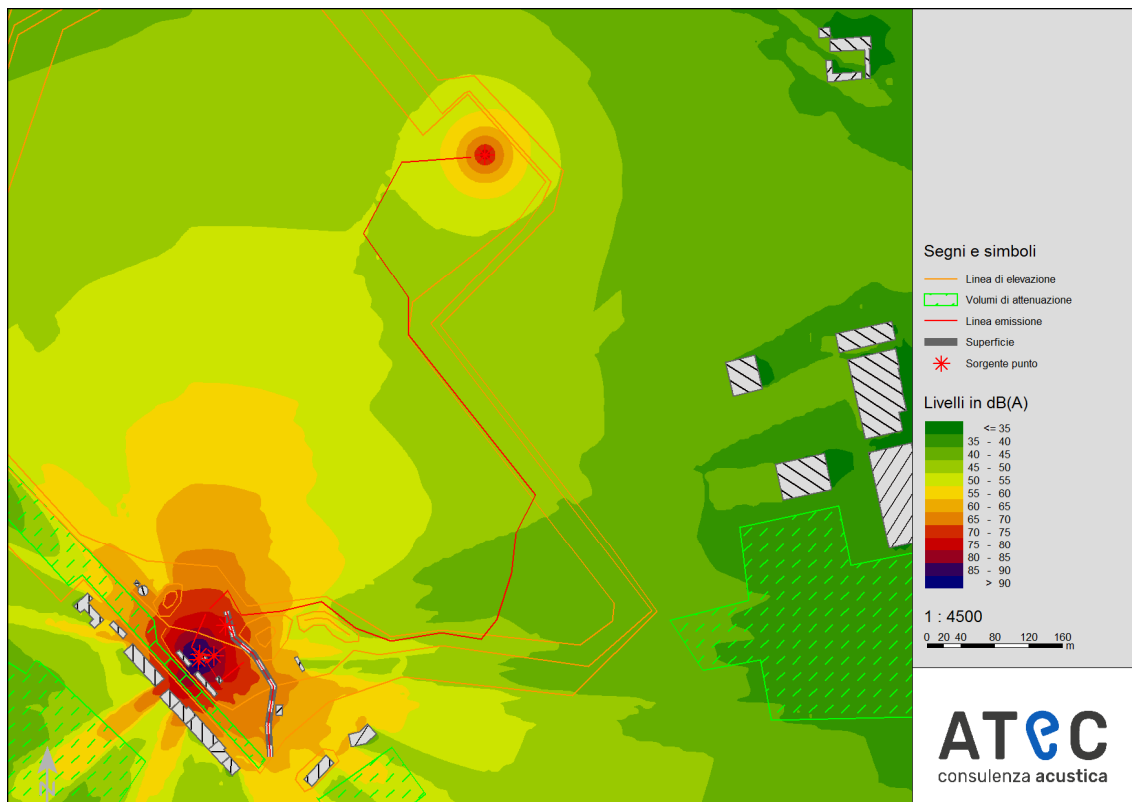 Segni e simboli
Linea di elevazione
Volumi di attenuazione
Linea emissione
Superficie
Sorgente punto
Livelli in dB(A)
<= 35
35 - 40
40 - 45
45 - 50
50 - 55
55 - 60
60 - 65
65 - 70
70 - 75
75 - 80
80 - 85
85 - 90
> 90
1 : 4500
0 20 40 80 120 160
m
ATeC
consulenza acustica